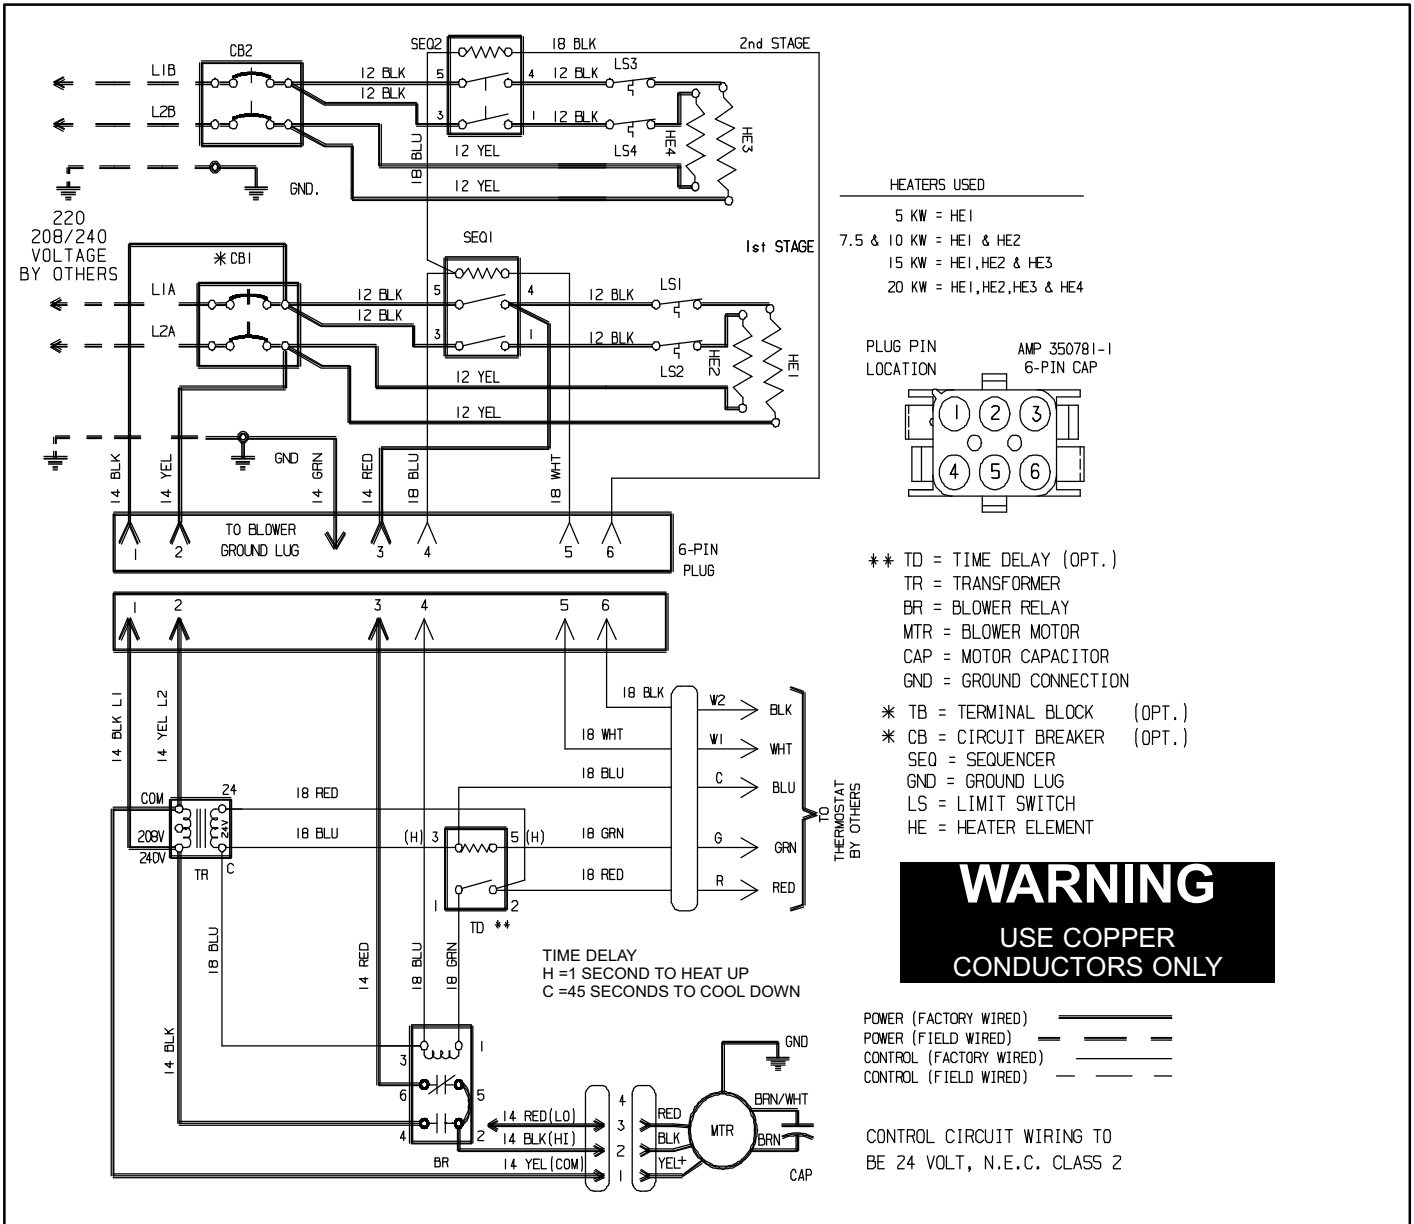 CB2
SEQ2
18 BLK
2nd STAGE
L1B
12 BLK
5
4
12 BLK
LS3
12 BLK
L2B
3
1
12 BLK
LS4
HE4
HE3
18 BLU
12 YEL
12 YEL
GND.
220
208/240
VOLTAGE
BY OTHERS
* CB1
SEQ1
1st STAGE
L1A
12 BLK
5
4
12 BLK
LS1
12 BLK
L2A
3
1
12 BLK
LS2
HE2
HE1
12 YEL
12 YEL
GND
14 BLK
14 YEL
14 GRN
14 RED
18 BLU
18 WHT
TO BLOWER
GROUND LUG
1
2
3
4
5
6
6-PIN
PLUG
1
2
3
4
5
6
14 BLK L1
14 YEL L2
18 BLK
W2
BLK
18 WHT
W1
WHT
18 BLU
C
BLU
COM
24
18 RED
208V
24V
18 BLU
(H) 3
5 (H)
18 GRN
G
GRN
240V
TR
C
18 RED
R
RED
TO
THERMOSTAT
BY OTHERS
1
2
TD **
18 BLU
14 RED
18 BLU
18 GRN
TIME DELAY
H =1 SECOND TO HEAT UP
C =45 SECONDS TO COOL DOWN
14 BLK
3
1
6
5
4
2
BR
14 RED(LO)
14 BLK(HI)
14 YEL(COM)
4
3
2
1
RED
BLK
YEL+
MTR
GND
BRN/WHT
BRN
CAP
HEATERS USED
5 KW = HE1
7.5 & 10 KW = HE1 & HE2
15 KW = HE1,HE2 & HE3
20 KW = HE1,HE2,HE3 & HE4
PLUG PIN
LOCATION
AMP 350781-1
6-PIN CAP
1
2
3
4
5
6
** TD = TIME DELAY (OPT.)
TR = TRANSFORMER
BR = BLOWER RELAY
MTR = BLOWER MOTOR
CAP = MOTOR CAPACITOR
GND = GROUND CONNECTION
* TB = TERMINAL BLOCK (OPT.)
* CB = CIRCUIT BREAKER (OPT.)
SEQ = SEQUENCER
GND = GROUND LUG
LS = LIMIT SWITCH
HE = HEATER ELEMENT
WARNING
USE COPPER
CONDUCTORS ONLY
POWER (FACTORY WIRED)
POWER (FIELD WIRED)
CONTROL (FACTORY WIRED)
CONTROL (FIELD WIRED)
CONTROL CIRCUIT WIRING TO
BE 24 VOLT, N.E.C. CLASS 2